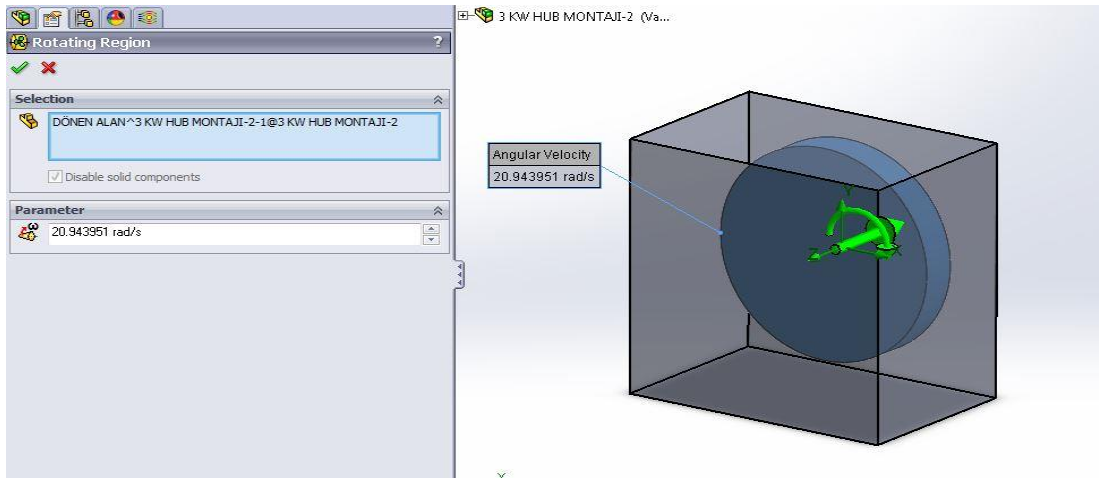 3 KW HUB MONTAJI-2 (Va...
Rotating Region
?
Selection
DÖNEN ALAN^3 KW HUB MONTAJI-2-1@3 KW HUB MONTAJI-2
Disable solid components
Parameter
20.943951 rad/s
Angular Velocity
20.943951 rad/s
Y
X
Z